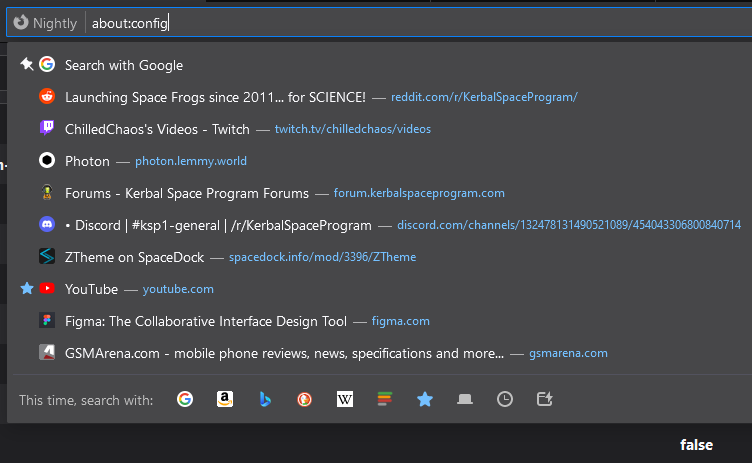 Nightly about:config
Search with Google
Launching Space Frogs since 2011... for SCIENCE! — reddit.com/r/KerbalSpaceProgram/
ChilledChaos's Videos - Twitch — twitch.tv/chilledchaos/videos
Photon — photon.lemmy.world
Forums - Kerbal Space Program Forums — forum.kerbalspaceprogram.com
• Discord | #ksp1-general | /r/KerbalSpaceProgram — discord.com/channels/132478131490521089/454043306800840714
ZTheme on SpaceDock — spacedock.info/mod/3396/ZTheme
YouTube — youtube.com
Figma: The Collaborative Interface Design Tool — figma.com
GSMArena.com - mobile phone reviews, news, specifications and more... — gsmarena.com
This time, search with:
false